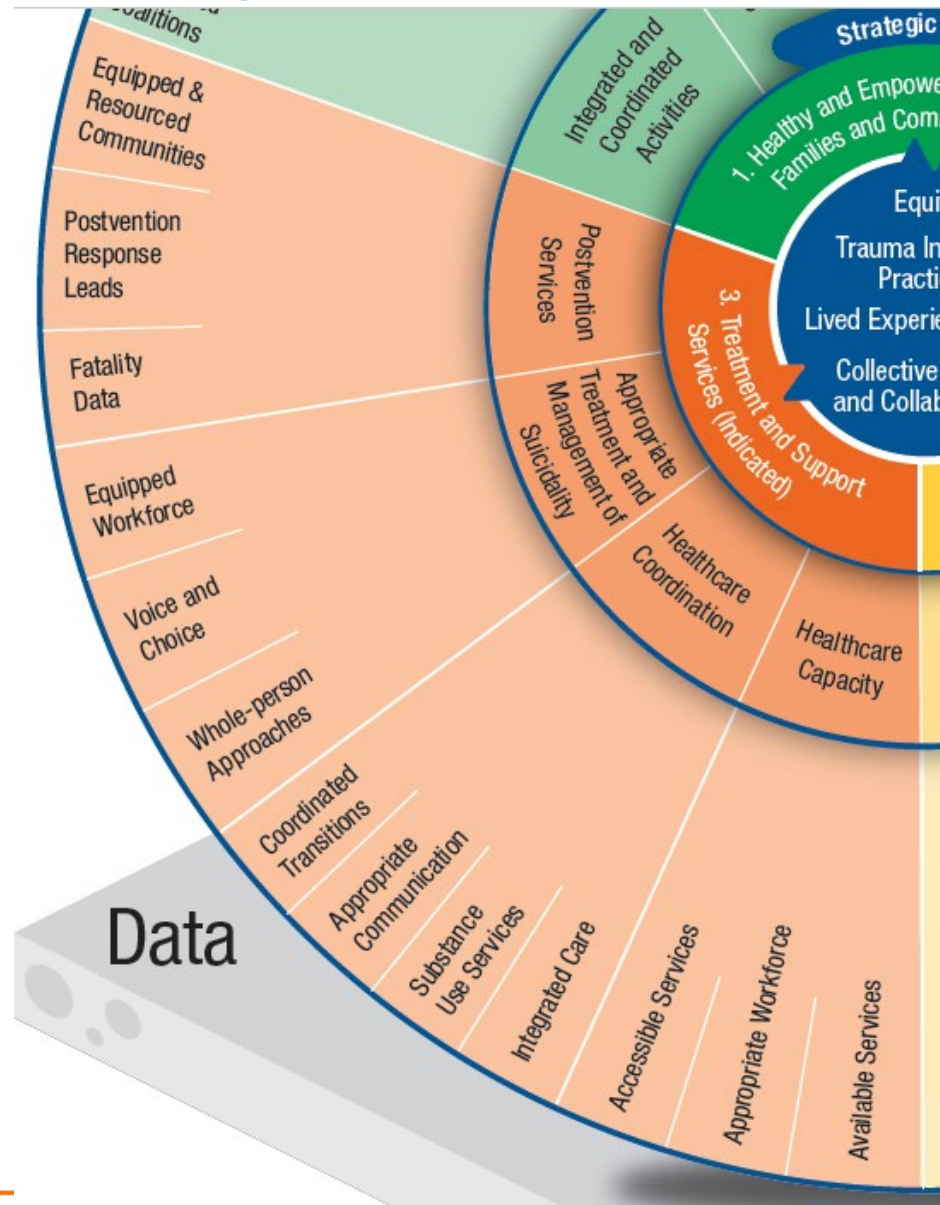 Coalitions
Equipped &
Resourced
Communities
Postvention
Response
Leads
Fatality
Data
Equipped
Workforce
Voice and
Choice
Whole-person
Approaches
Coordinated
Transitions
Appropriate
Communication
Substance
Use Services
Integrated Care
Accessible Services
Appropriate Workforce
Available Services
Integrated and
Coordinated
Activities
Postvention
Services
Appropriate
Treatment and
Management of
Suicidality
Healthcare
Coordination
Healthcare
Capacity
Strategic
1. Healthy and Empowe
Families and Com
3. Treatment and Support
Services (Indicated)
Equi
Trauma In
Practi
Lived Experie
Collective
and Collab
Data